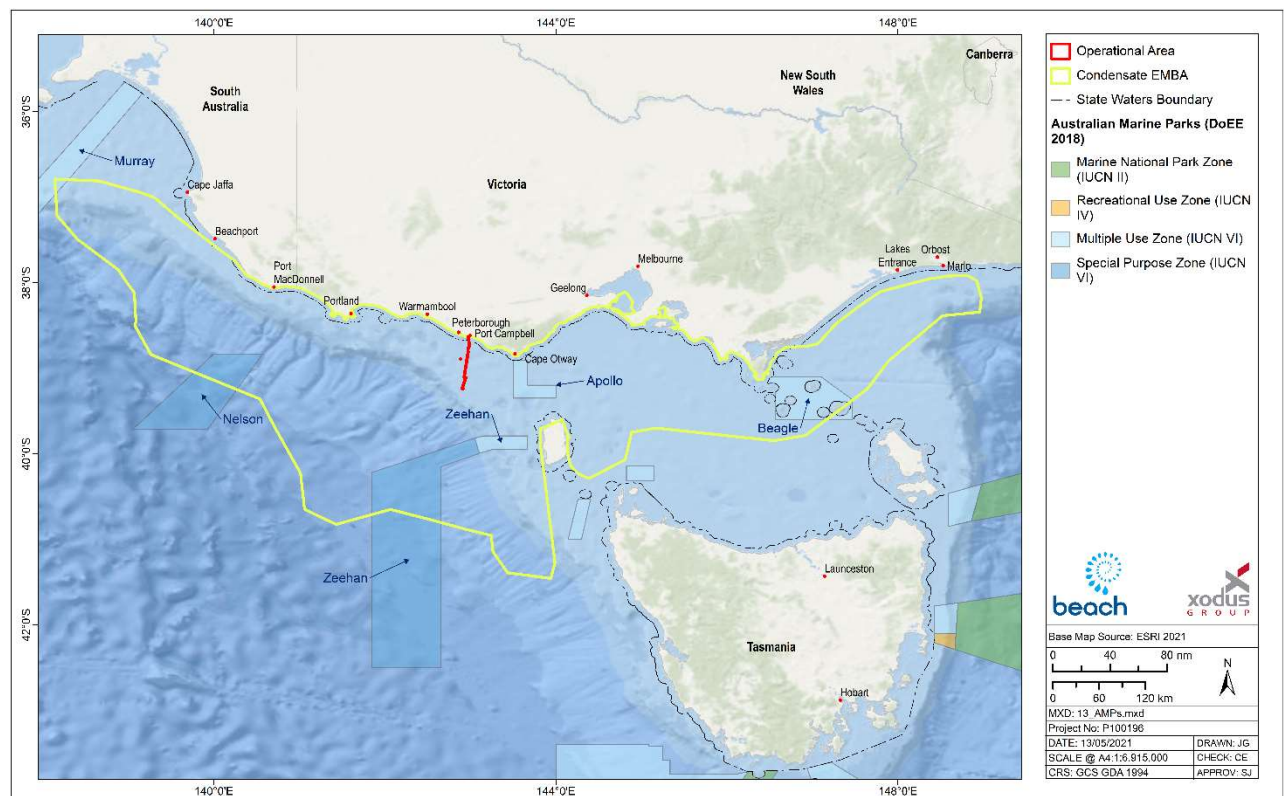 140°0'E
144°0'E
148°0'E
36°0'S
38°0'S
40°0'S
42°0'S
Canberra
South
Australia
New South
Wales
Murray
Cape Jaffa
Victoria
Beachport
Port
MacDonnell
Portland
Warrnambool
Peterborough
Port Campbell
Cape Otway
Geelong
Melbourne
Lakes
Entrance
Orbost
Marlo
Nelson
Zeehan
Apollo
Beagle
Zeehan
Launceston
Tasmania
Hobart
140°0'E
144°0'E
148°0'E
Operational Area
Condensate EMBA
State Waters Boundary
Australian Marine Parks (DoEE
2018)
Marine National Park Zone
(IUCN II)
Recreational Use Zone (IUCN
IV)
Multiple Use Zone (IUCN VI)
Special Purpose Zone (IUCN
VI)
beach
xodus
GROUP
Base Map Source: ESRI 2021
0 40 80 nm
0 60 120 km
N
MXD: 13_AMPs.mxd
Project No: P100196
DATE: 13/05/2021
DRAWN: JG
SCALE @ A4:1:6,915,000
CHECK: CE
CRS: GCS GDA 1994
APPROV: SJ